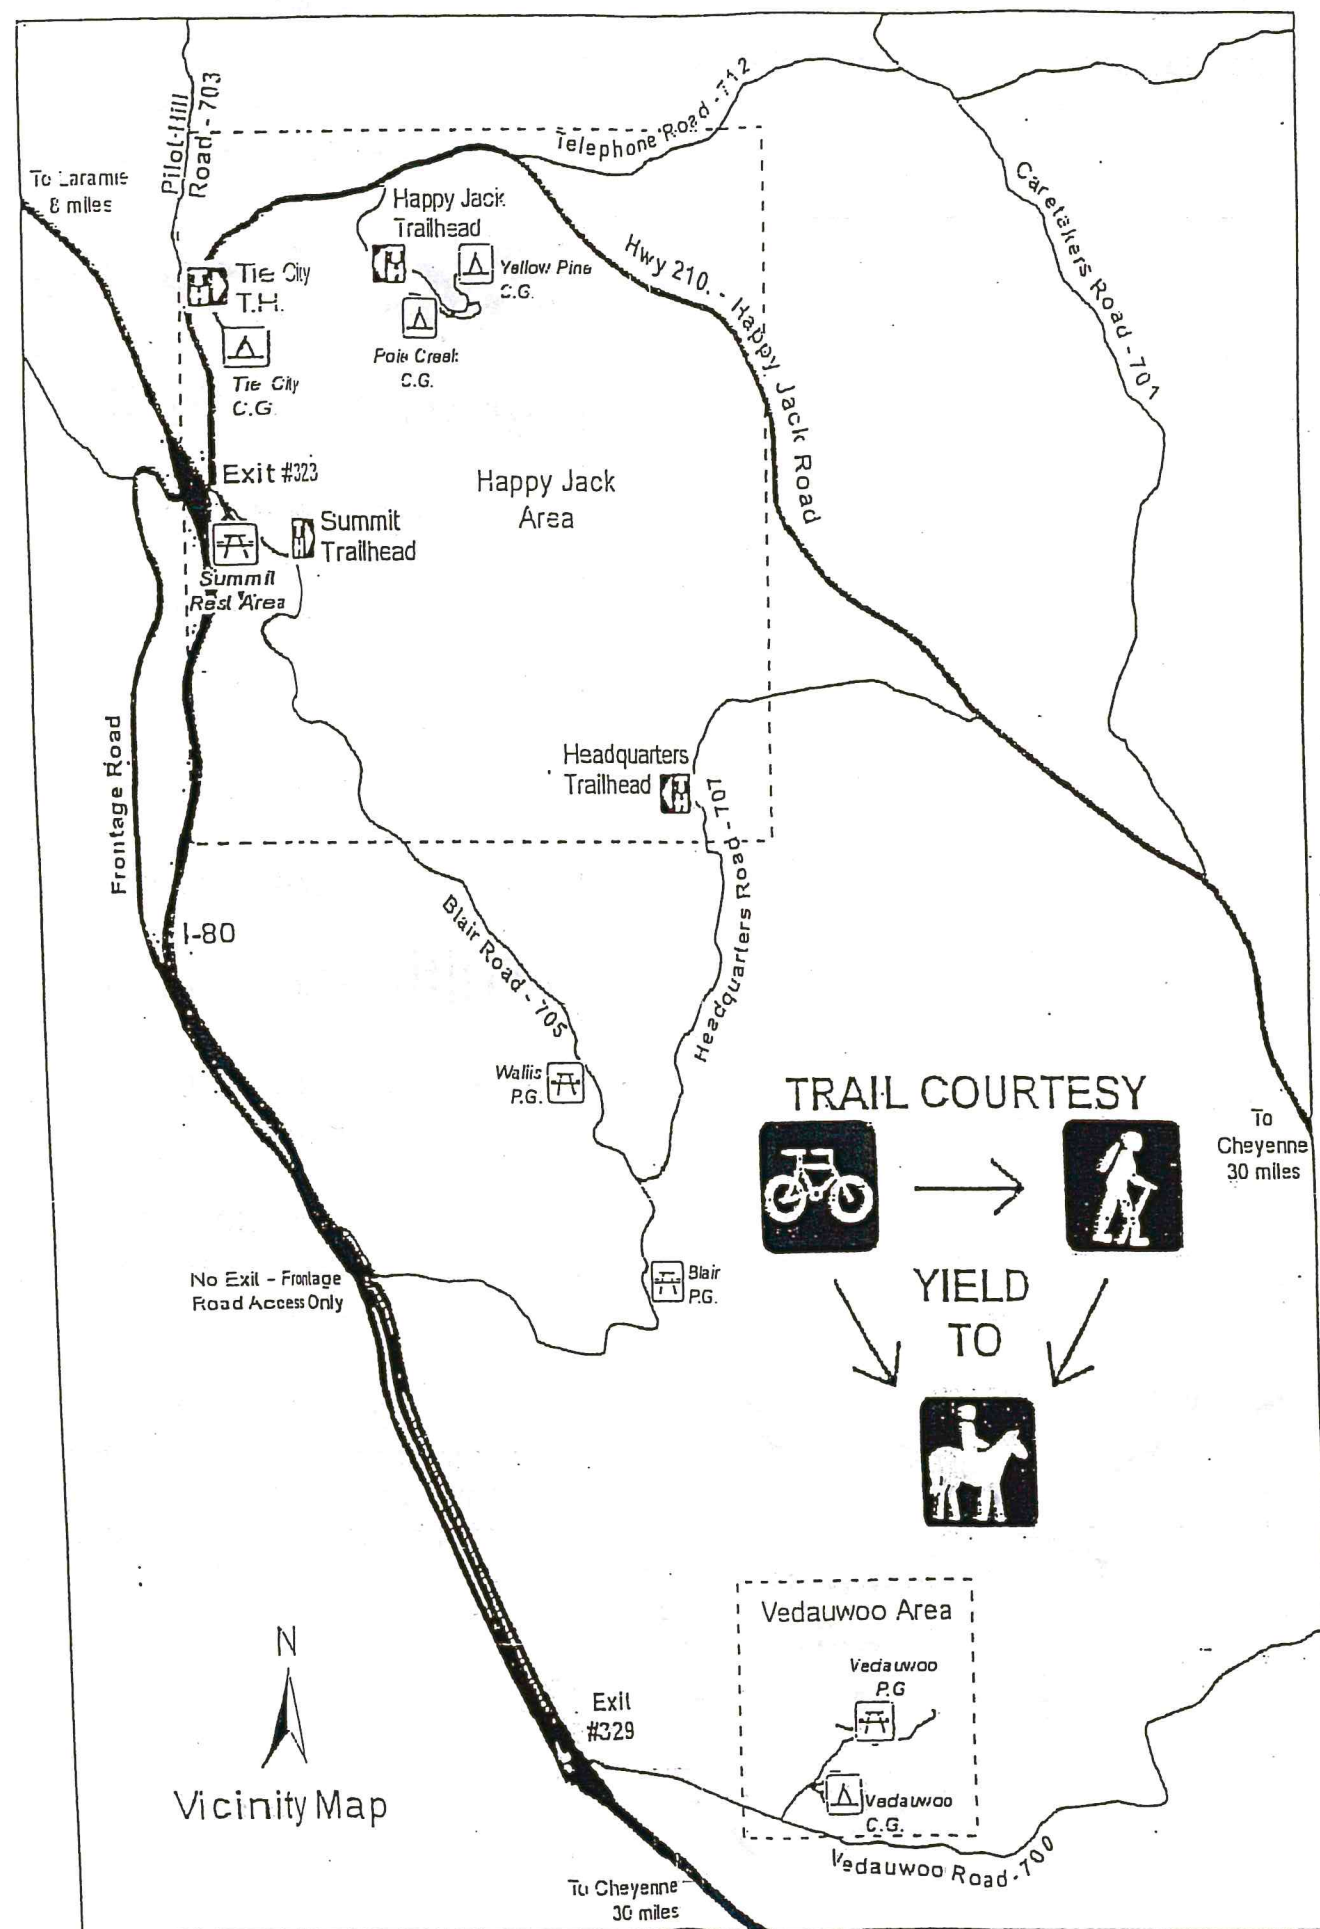 Pilot Hill
Road - 703
Telephone Road - 712
To Laramie
8 miles
Happy Jack
Trailhead
Caretakers Road - 701
Tie City
T.H.
Yellow Pine
C.G.
Hwy 210. - Happy Jack Road
Pole Creek
C.G.
Tie City
C.G.
Exit #323
Happy Jack
Area
Summit
Trailhead
Summit
Rest Area
Frontage Road
Headquarters
Trailhead
Headquarters Road - 707
I-80
Blair Road - 705
Wallis
P.G.
TRAIL COURTESY
To
Cheyenne
30 miles
No Exit - Frontage
Road Access Only
Blair
P.G.
YIELD
TO
Vedauwoo Area
Vedauwoo
P.G
N
Exit
#329
Vicinity Map
Vedauwoo
C.G.
Vedauwoo Road - 700
To Cheyenne
30 miles